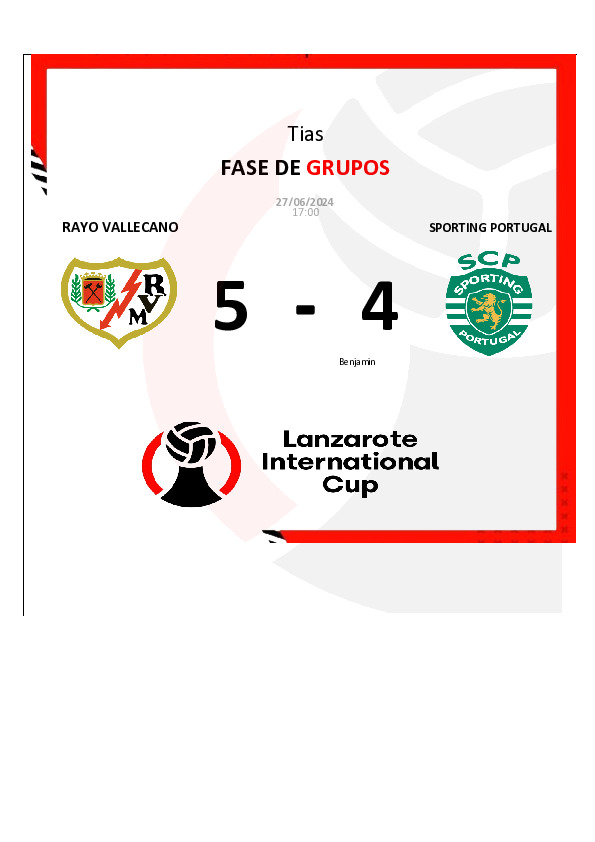 Tias
FASE DE GRUPOS
27/06/2024
17:00
RAYO VALLECANO
SPORTING PORTUGAL
RVM
SCP
SPORTING
PORTUGAL
5 - 4
Benjamin
Lanzarote
International
Cup